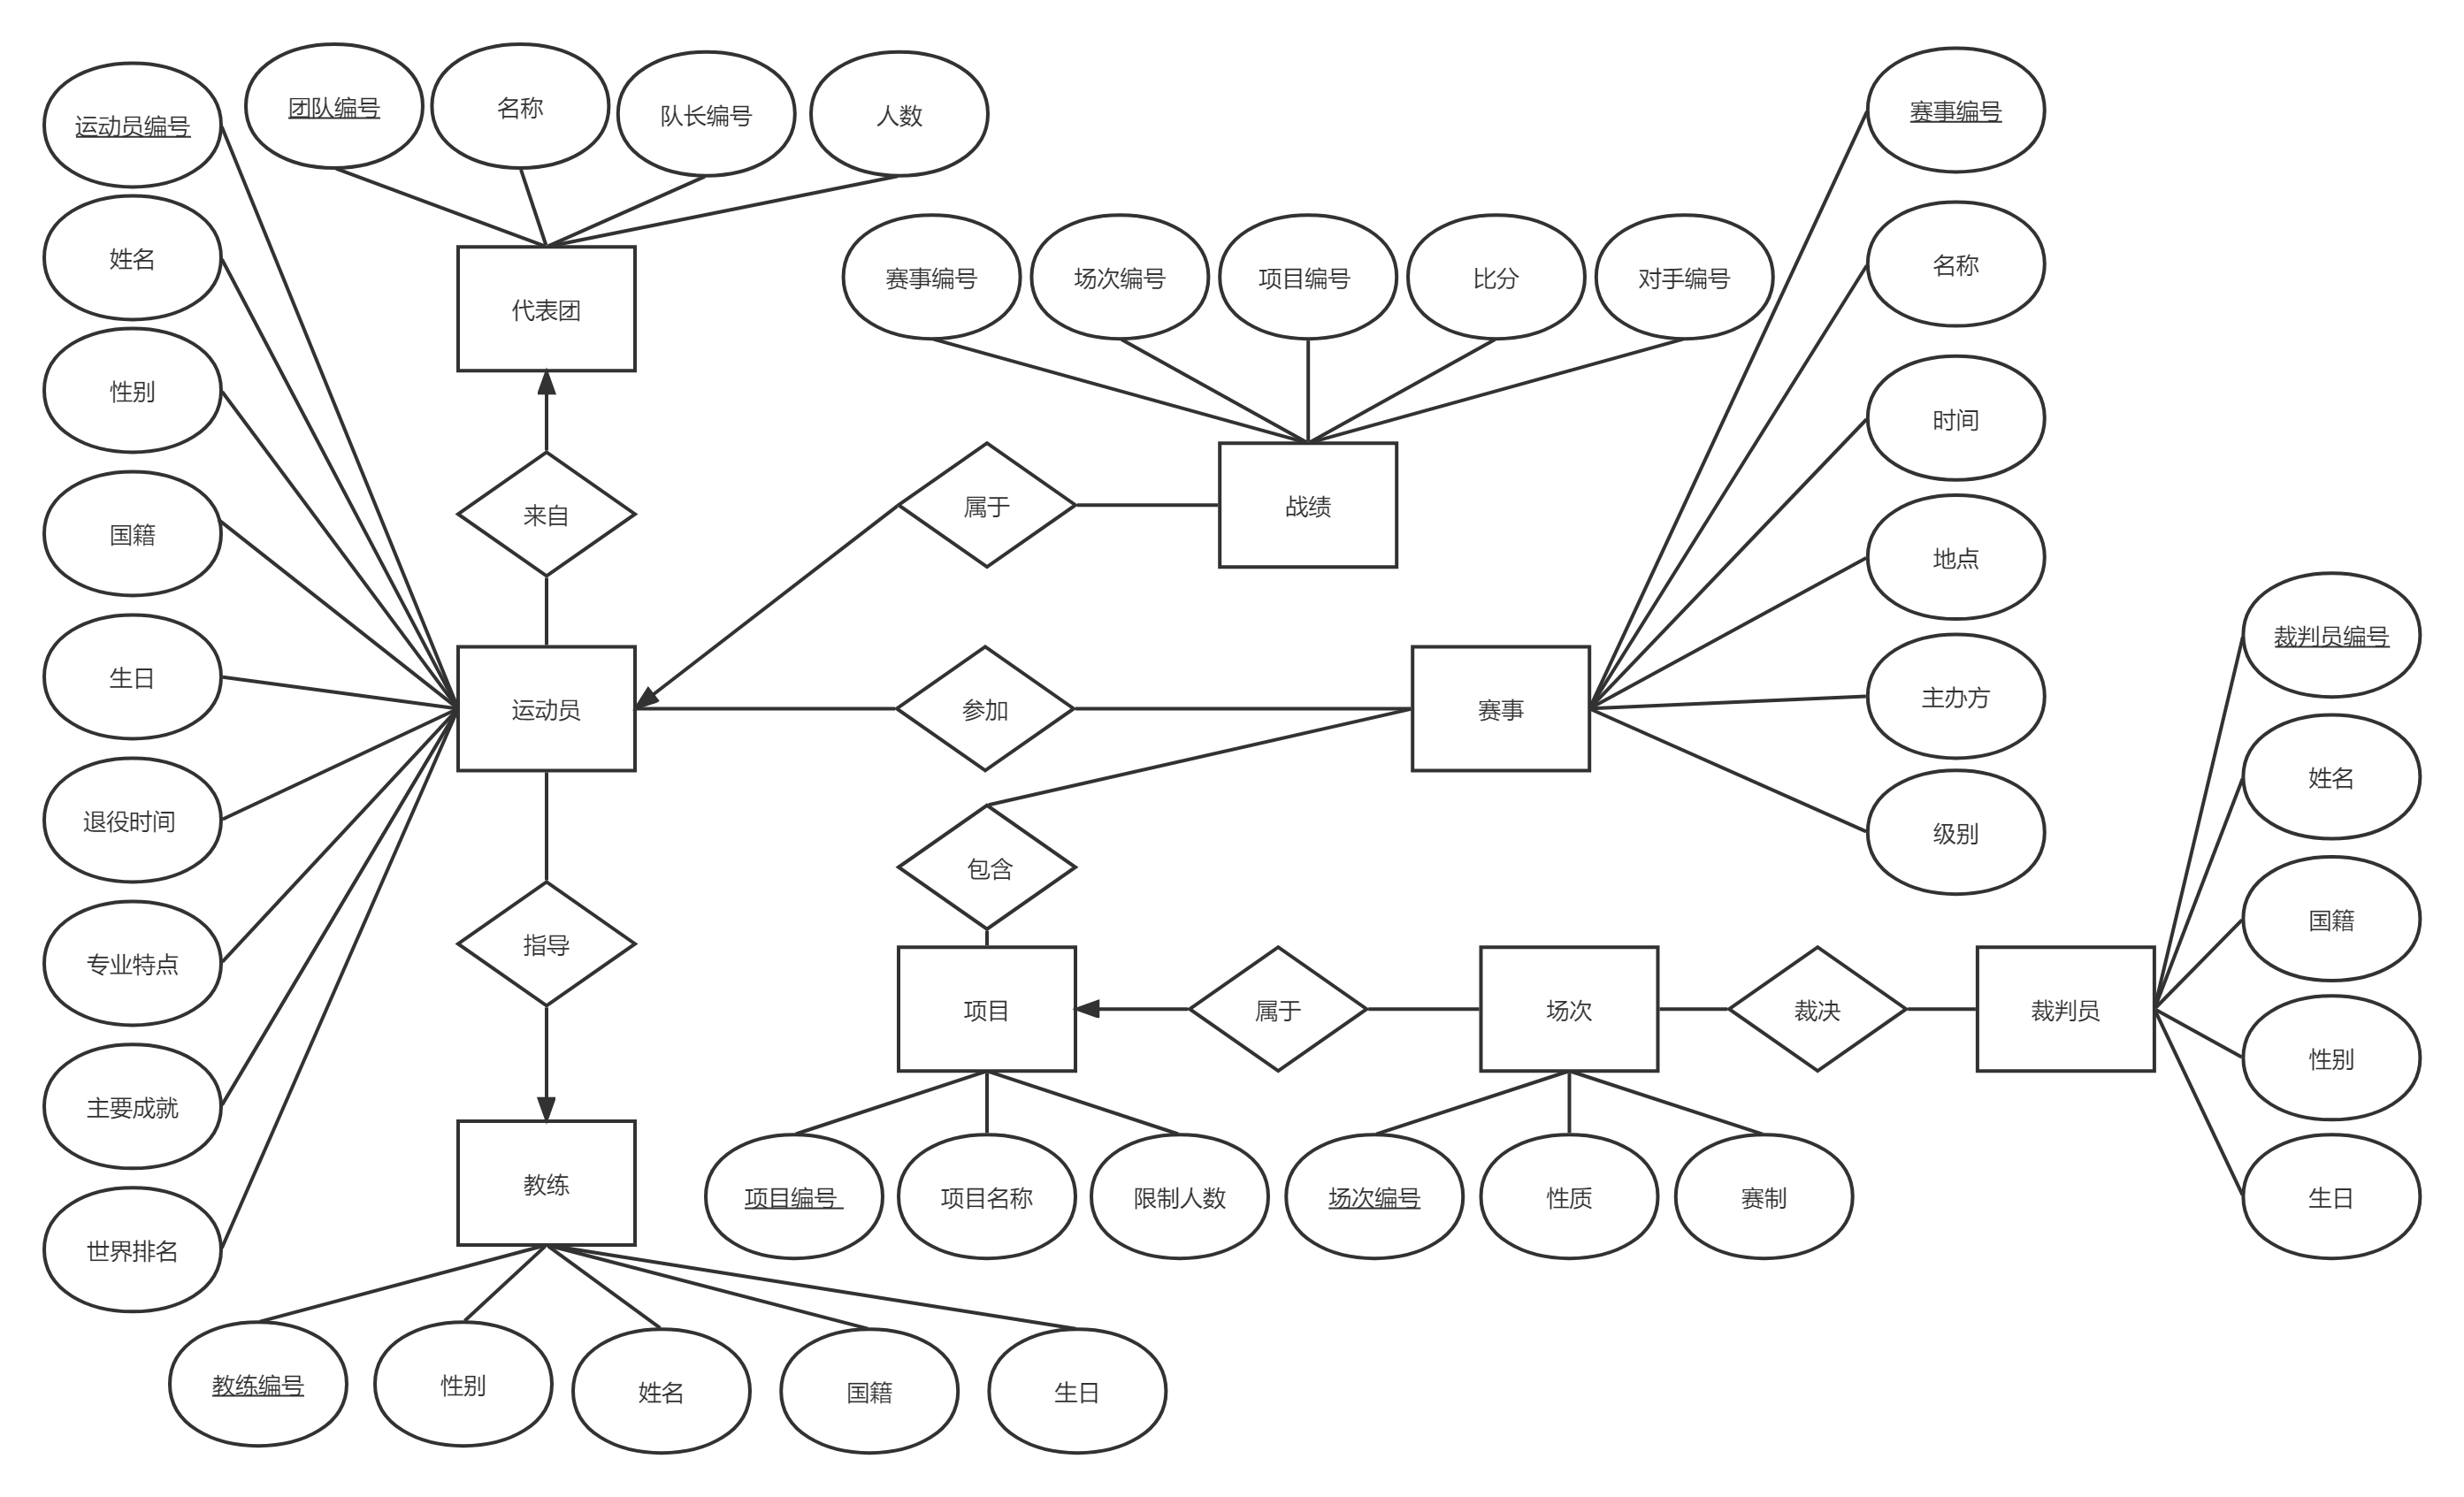 运动员编号
团队编号
名称
队长编号
人数
赛事编号
姓名
赛事编号
场次编号
项目编号
比分
对手编号
名称
代表团
性别
时间
来自
战绩
属于
国籍
地点
裁判员编号
生日
运动员
参加
赛事
主办方
姓名
退役时间
包含
级别
国籍
专业特点
指导
项目
属于
场次
裁决
裁判员
性别
主要成就
教练
项目编号
项目名称
限制人数
场次编号
性质
赛制
生日
世界排名
教练编号
性别
姓名
国籍
生日